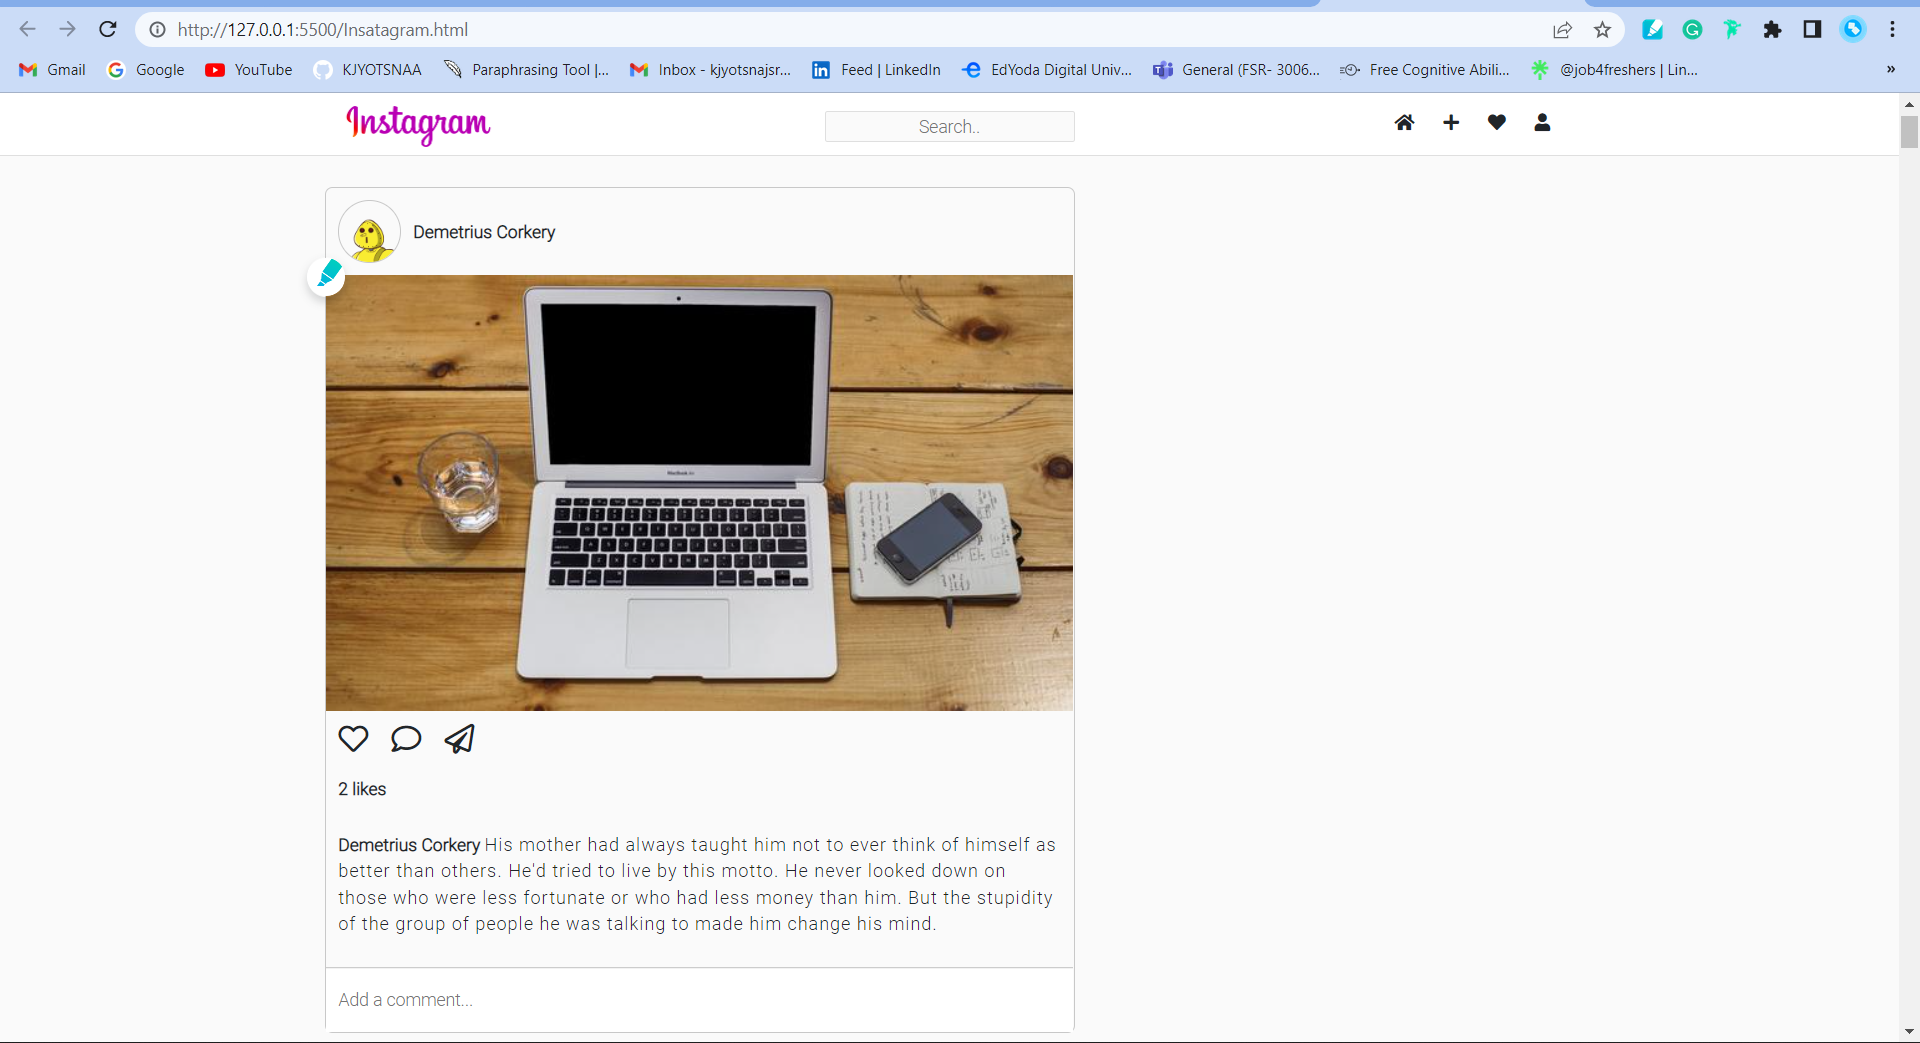 http://127.0.0.1:5500/Insatagram.html
Gmail Google YouTube KJYOTSNAA Paraphrasing Tool |... Inbox - kjyotsnajsr... Feed | LinkedIn EdYoda Digital Univ... General (FSR- 3006... Free Cognitive Abili... @job4freshers | Lin... »
Instagram Search..
Demetrius Corkery
MacBook Air
2 likes
Demetrius Corkery His mother had always taught him not to ever think of himself as
better than others. He'd tried to live by this motto. He never looked down on
those who were less fortunate or who had less money than him. But the stupidity
of the group of people he was talking to made him change his mind.
Add a comment...